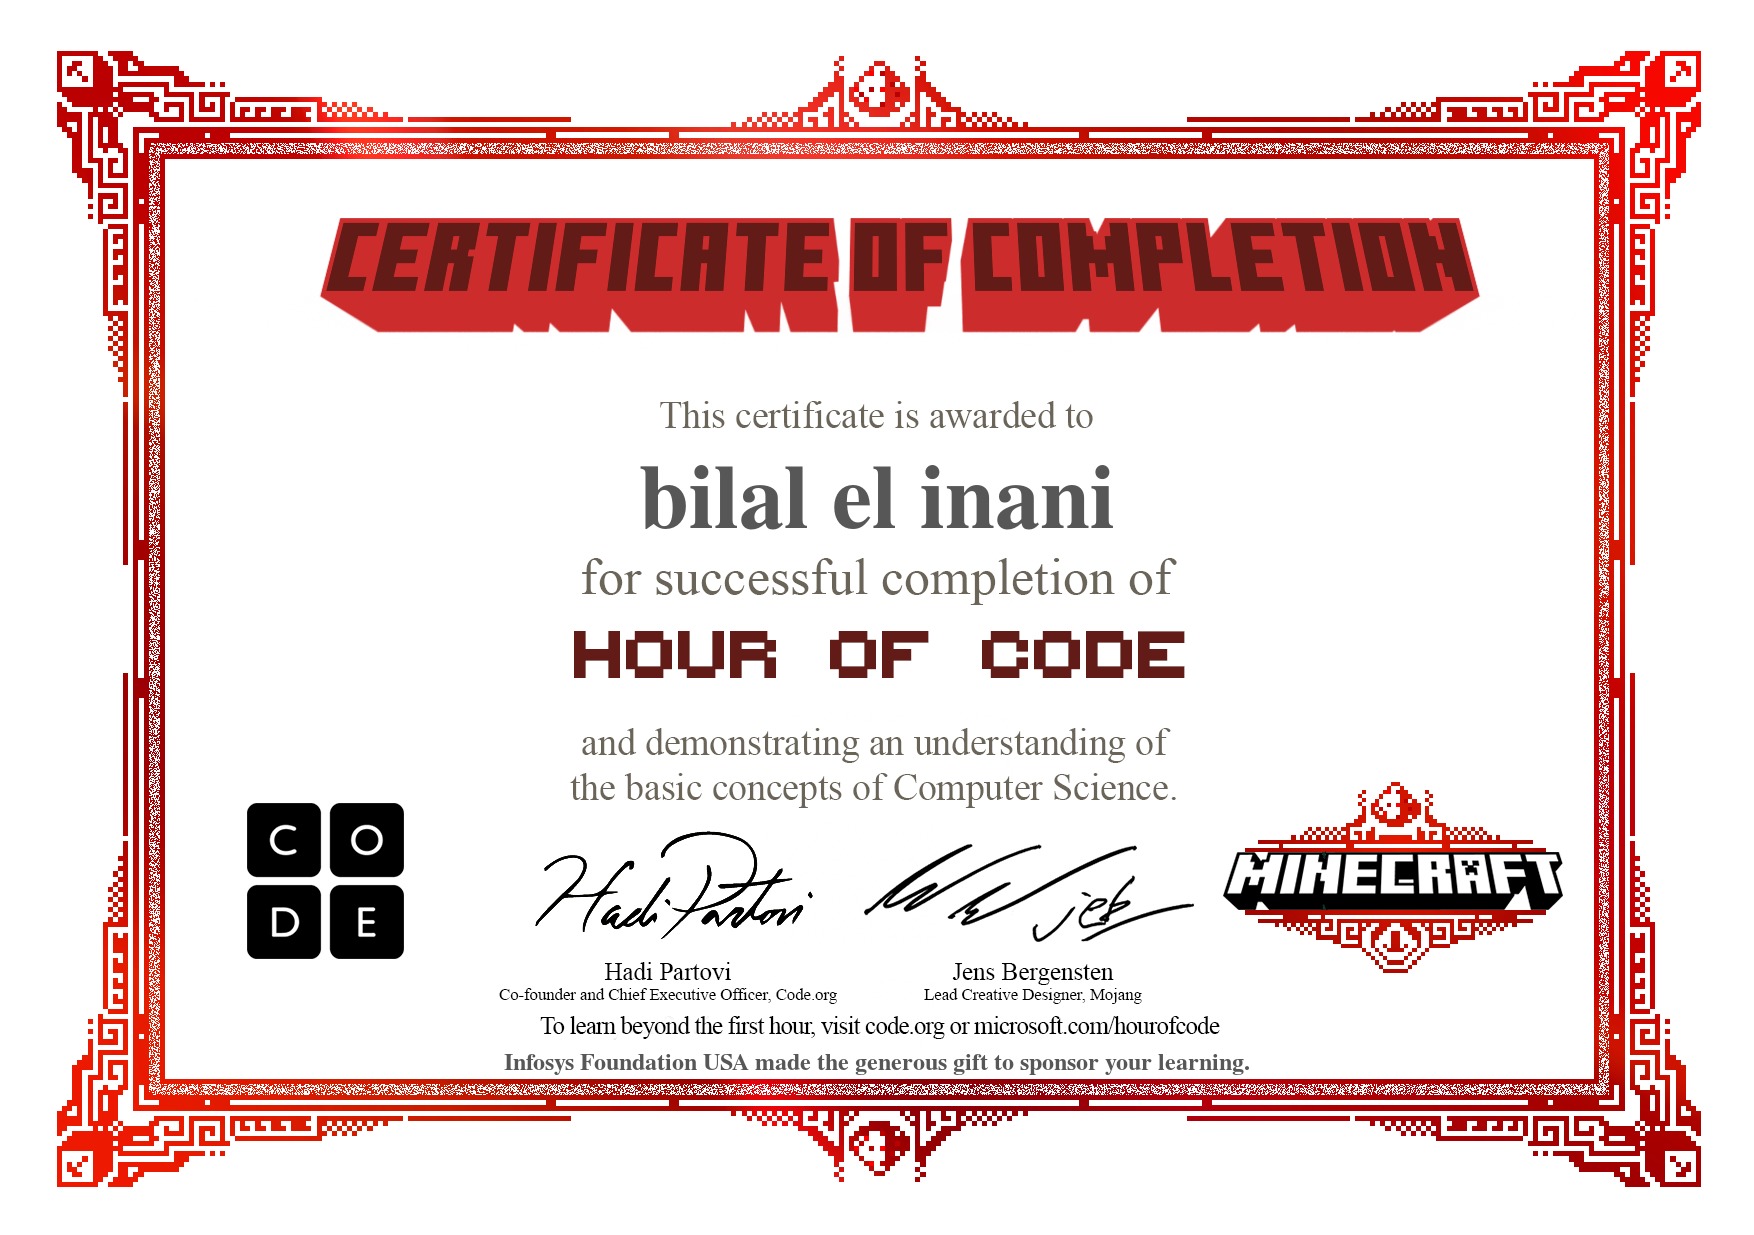 CERTIFICATE OF COMPLETION
This certificate is awarded to
bilal el inani
for successful completion of
HOUR OF CODE
and demonstrating an understanding of
the basic concepts of Computer Science.
C O
D E
Hadi Partovi
jeb
MINECRAFT
Hadi Partovi
Co-founder and Chief Executive Officer, Code.org
Jens Bergensten
Lead Creative Designer, Mojang
To learn beyond the first hour, visit code.org or microsoft.com/hourofcode
Infosys Foundation USA made the generous gift to sponsor your learning.